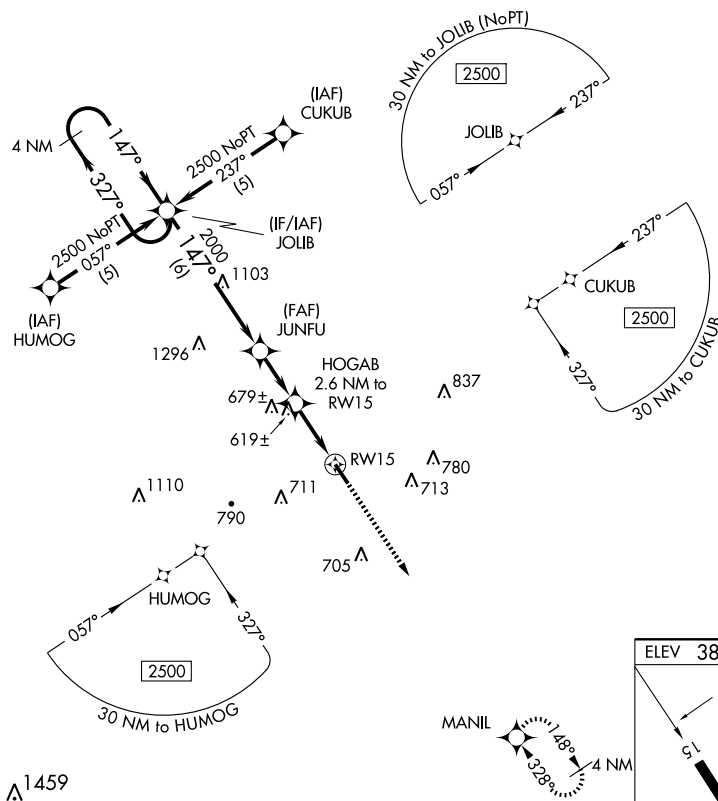 30 NM to JOLIB (NoPT)
2500
237°
JOLIB
057°
(IAF)
CUKUB
2500 NoPT
237°
(5)
4 NM
147°
327°
(IF/IAF)
JOLIB
2500 NoPT
057°
(5)
(IAF)
HUMOG
2000
147°
(6)
1103
237°
CUKUB
2500
327°
30 NM to CUKUB
(FAF)
JUNFU
1296
HOGAB
2.6 NM to
RW15
837
679±
619±
RW15
780
713
1110
711
790
705
HUMOG
057°
327°
2500
30 NM to HUMOG
ELEV 38
15
MANIL
148°
328°
4 NM
1459